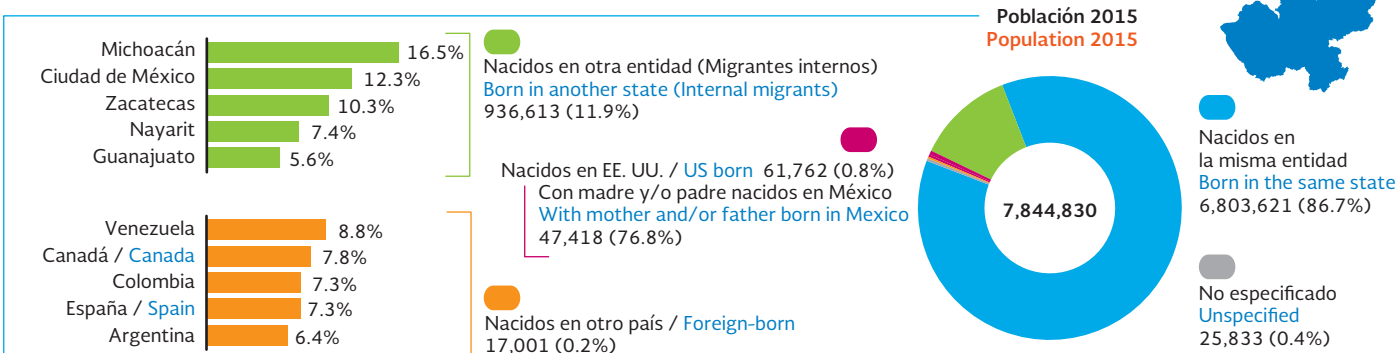 Población 2015
Population 2015
Michoacán 16.5%
Ciudad de México 12.3%
Zacatecas 10.3%
Nayarit 7.4%
Guanajuato 5.6%
Nacidos en otra entidad (Migrantes internos)
Born in another state (Internal migrants)
936,613 (11.9%)
Nacidos en EE. UU. / US born 61,762 (0.8%)
Con madre y/o padre nacidos en México
With mother and/or father born in Mexico
47,418 (76.8%)
Venezuela 8.8%
Canadá / Canada 7.8%
Colombia 7.3%
España / Spain 7.3%
Argentina 6.4%
Nacidos en otro país / Foreign-born
17,001 (0.2%)
7,844,830
Nacidos en
la misma entidad
Born in the same state
6,803,621 (86.7%)
No especificado
Unspecified
25,833 (0.4%)